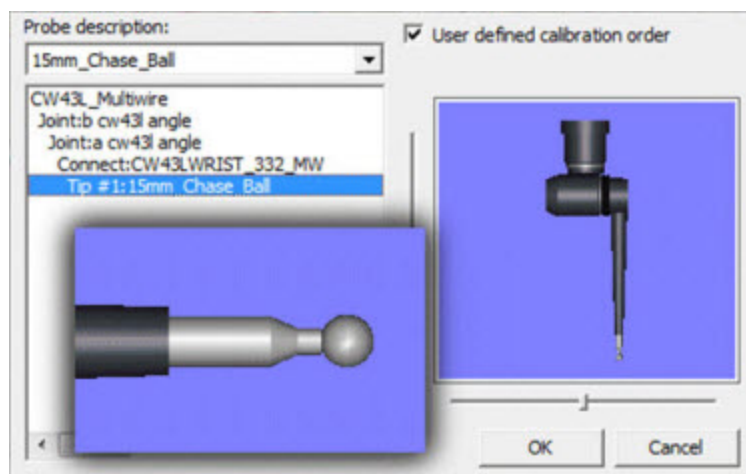 Probe description:
15mm_Chase_Ball
User defined calibration order
CW43L_Multiwire
Joint:b cw43l angle
Joint:a cw43l angle
Connect:CW43LWRIST_332_MW
Tip #1:15mm_Chase_Ball
OK
Cancel